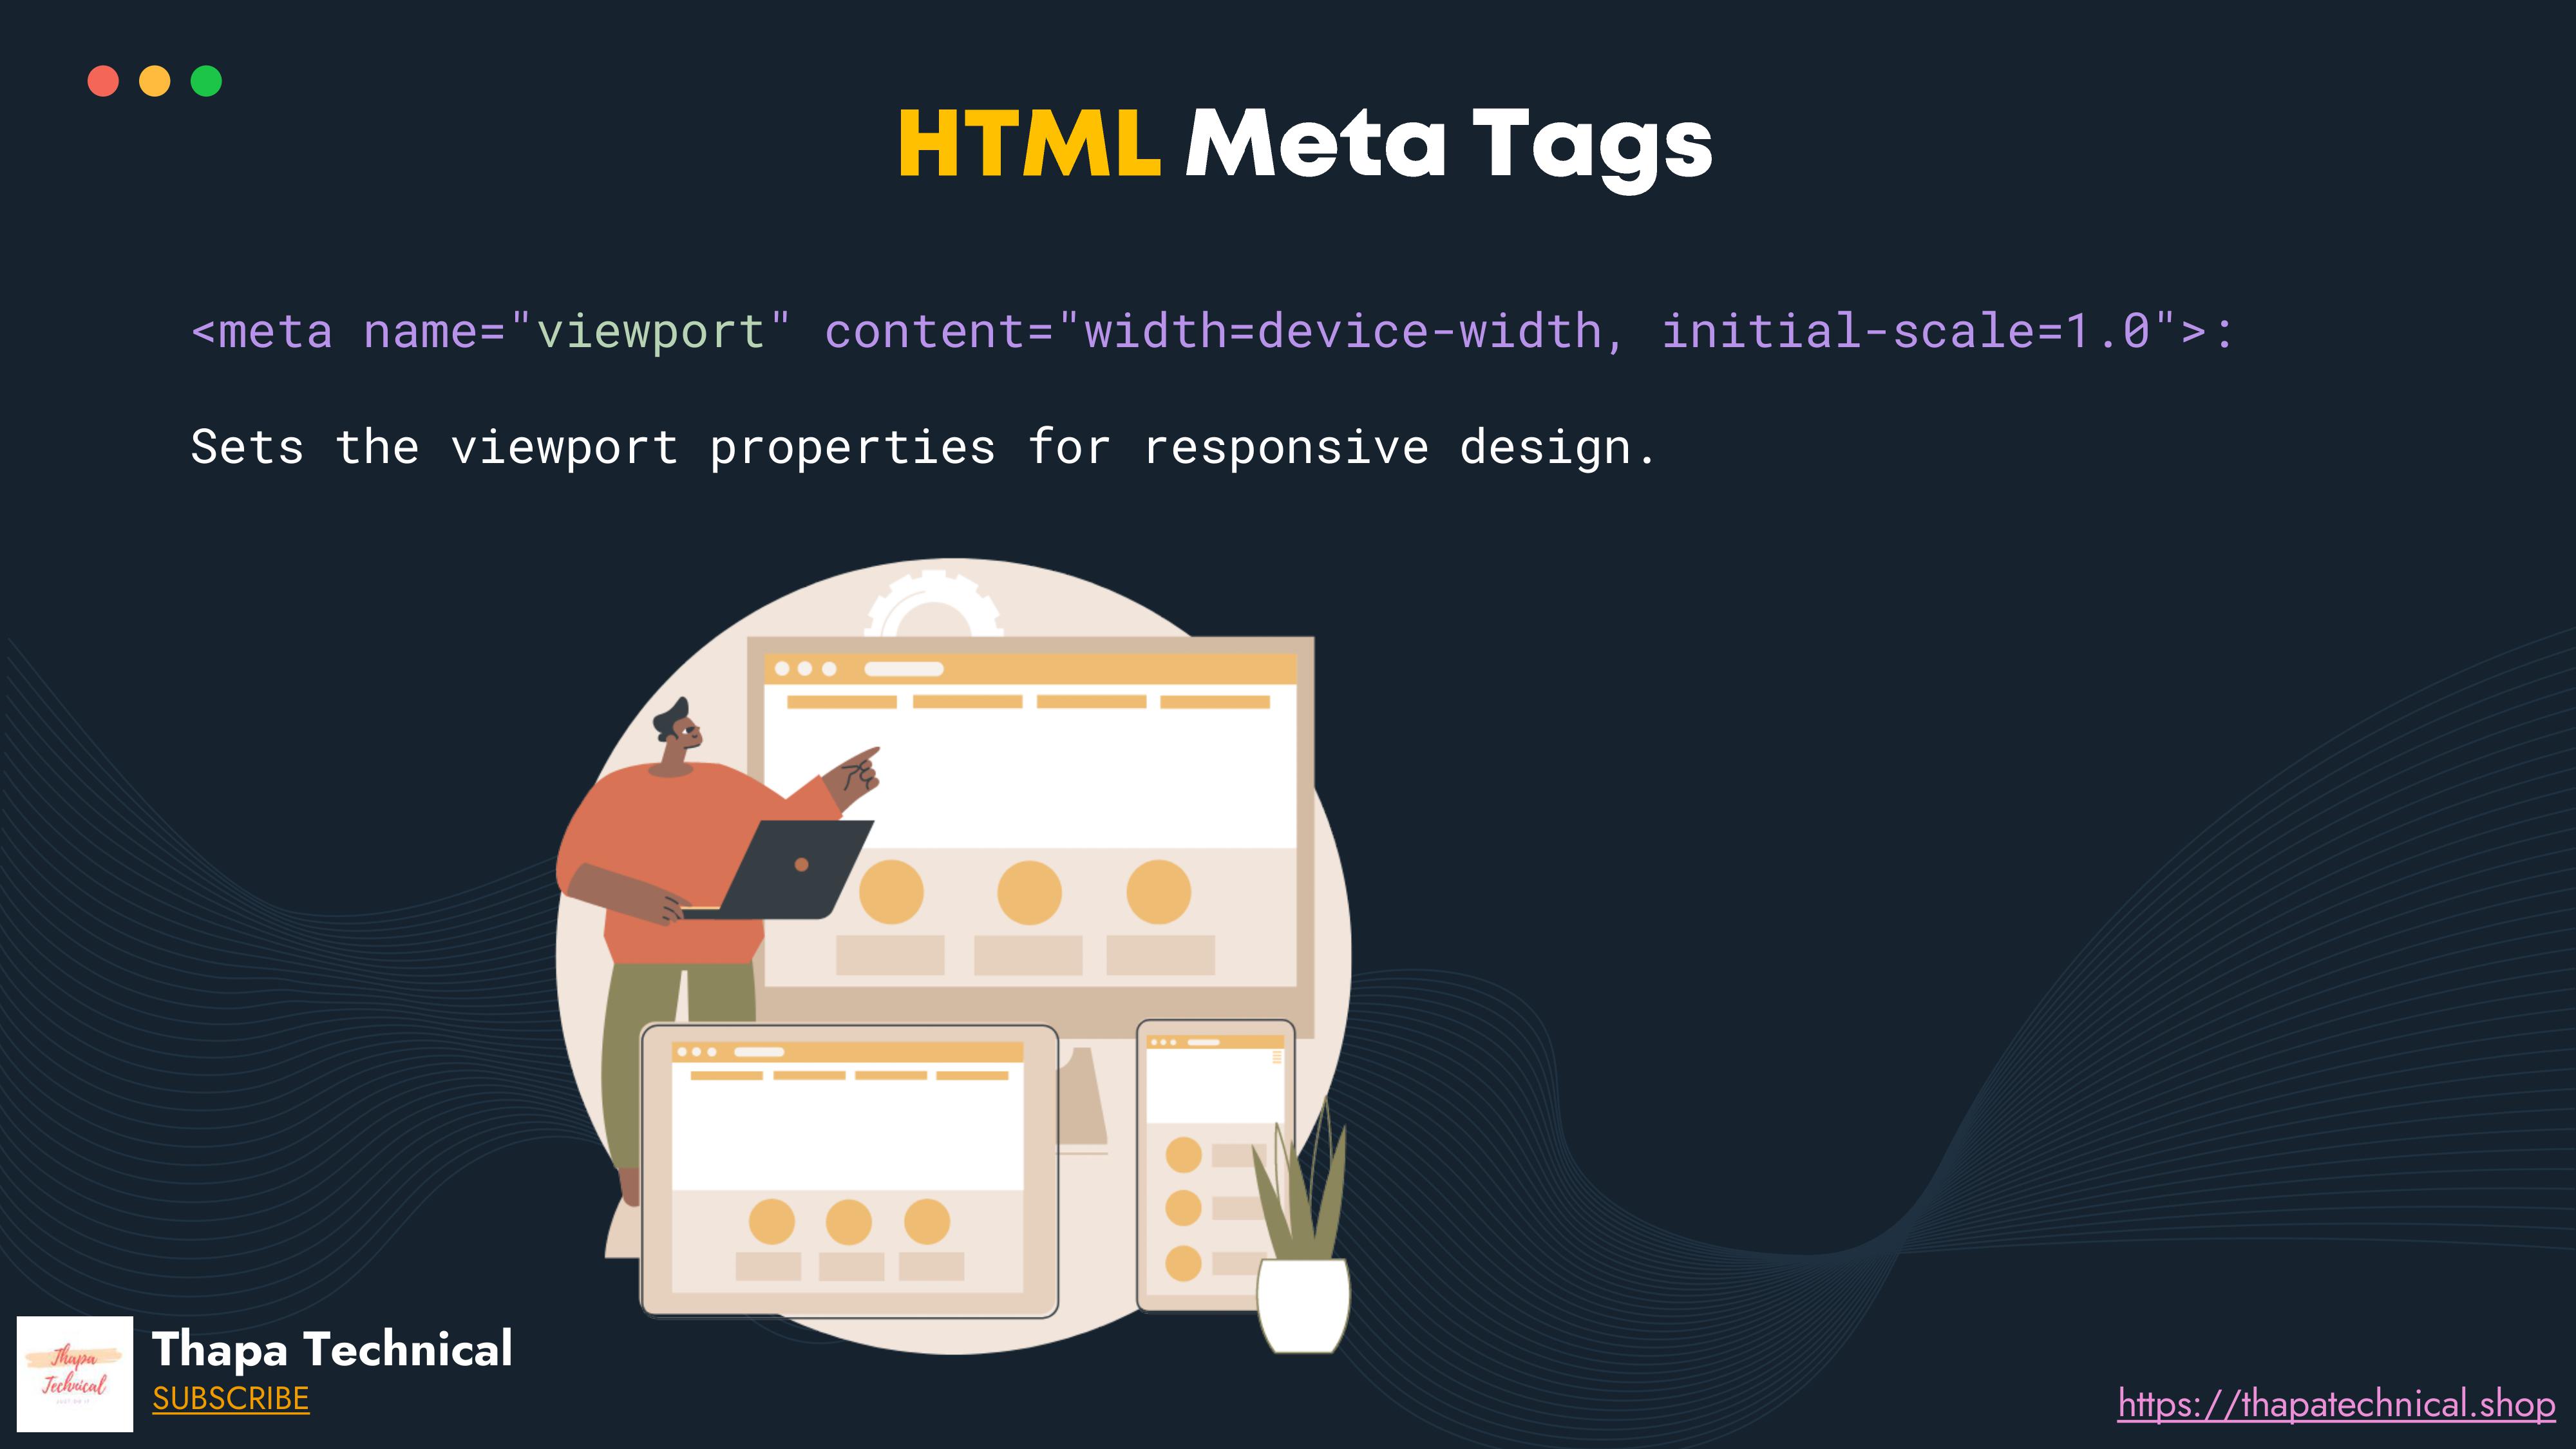 HTML Meta Tags
<meta name="viewport" content="width=device-width, initial-scale=1.0">:
Sets the viewport properties for responsive design.
Thapa
Technical
Thapa Technical
SUBSCRIBE
https://thapatechnical.shop